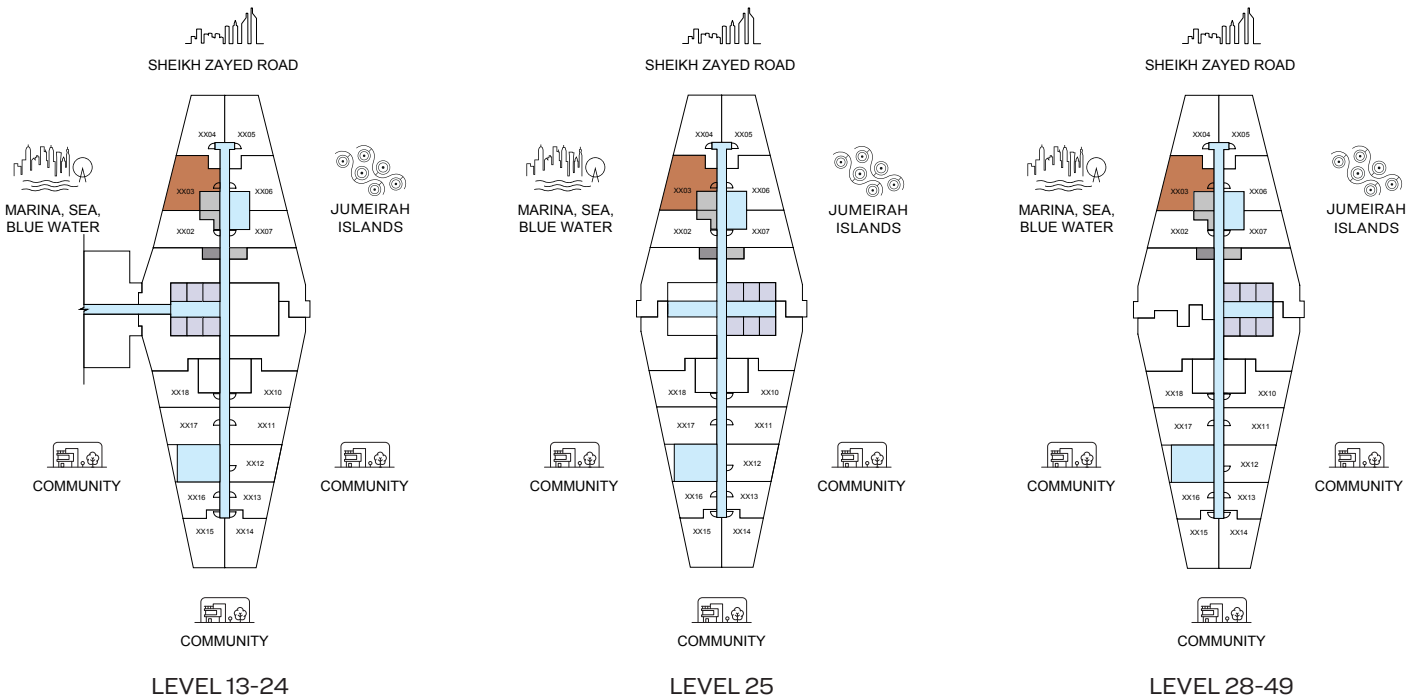 SHEIKH ZAYED ROAD
XX04
XX05
MARINA, SEA,
BLUE WATER
XX03
XX06
JUMEIRAH
ISLANDS
XX02
XX07
XX18
XX10
XX17
XX11
XX12
COMMUNITY
COMMUNITY
XX16
XX13
XX15
XX14
COMMUNITY
LEVEL 13-24
SHEIKH ZAYED ROAD
XX04
XX05
MARINA, SEA,
BLUE WATER
XX03
XX06
JUMEIRAH
ISLANDS
XX02
XX07
XX18
XX10
XX17
XX11
XX12
COMMUNITY
COMMUNITY
XX16
XX13
XX15
XX14
COMMUNITY
LEVEL 25
SHEIKH ZAYED ROAD
XX04
XX05
MARINA, SEA,
BLUE WATER
XX03
XX06
JUMEIRAH
ISLANDS
XX02
XX07
XX18
XX10
XX17
XX11
XX12
COMMUNITY
COMMUNITY
XX16
XX13
XX15
XX14
COMMUNITY
LEVEL 28-49